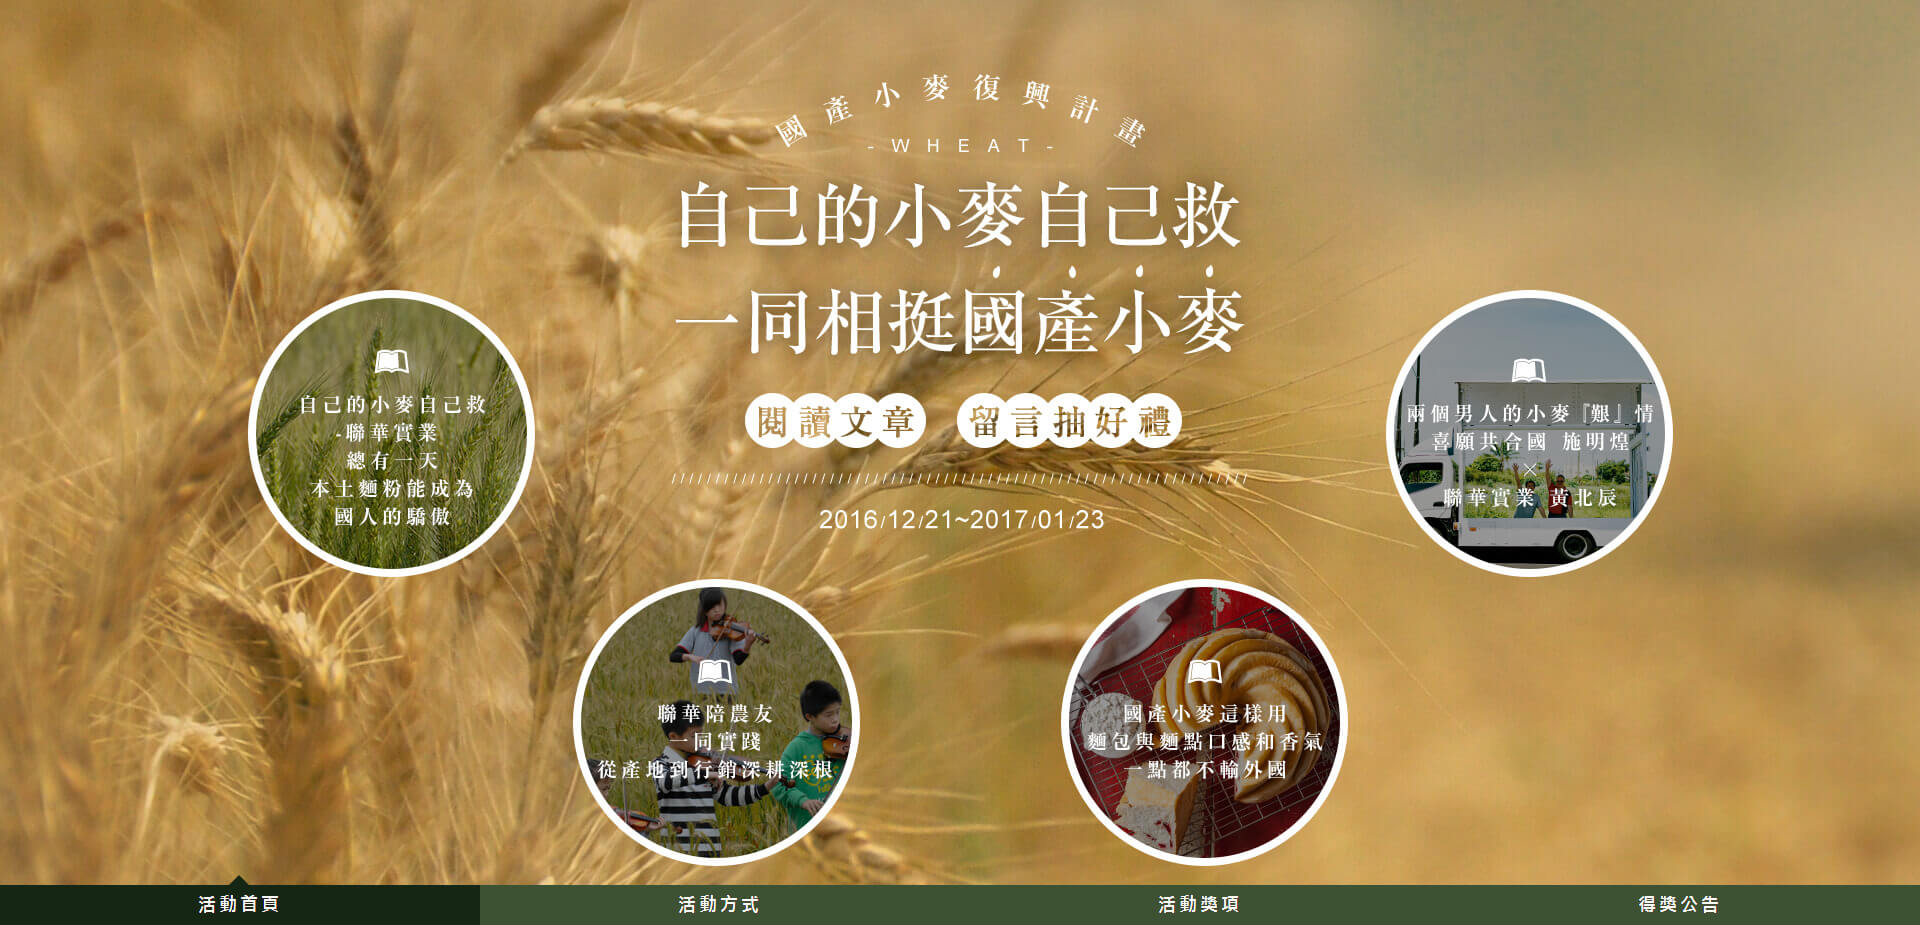 國產小麥復興計畫
-WHEAT-
自己的小麥自己救
一同相挺國產小麥
閱讀文章 留言抽好禮
2016/12/21~2017/01/23
自己的小麥自己救
-聯華實業
總有一天
本土麵粉能成為
國人的驕傲
兩個男人的小麥『艱』情
喜願共合國 施明煌
×
聯華實業 黃北辰
聯華陪農友
一同實踐
從產地到行銷深耕深根
國產小麥這樣用
麵包與麵點口感和香氣
一點都不輸外國
活動首頁 活動方式 活動獎項 得獎公告